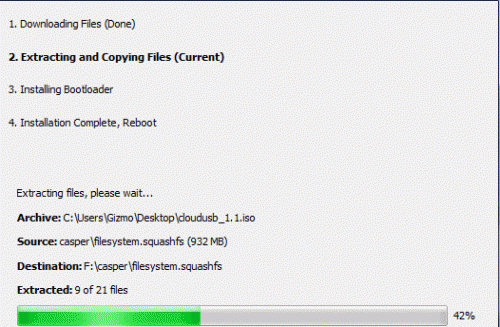 1. Downloading Files (Done)
2. Extracting and Copying Files (Current)
3. Installing Bootloader
4. Installation Complete, Reboot
Extracting files, please wait...
Archive: C:\Users\Gizmo\Desktop\cloudusb_1.1.iso
Source: casper\filesystem.squashfs (932 MB)
Destination: F:\casper\filesystem.squashfs
Extracted: 9 of 21 files
42%